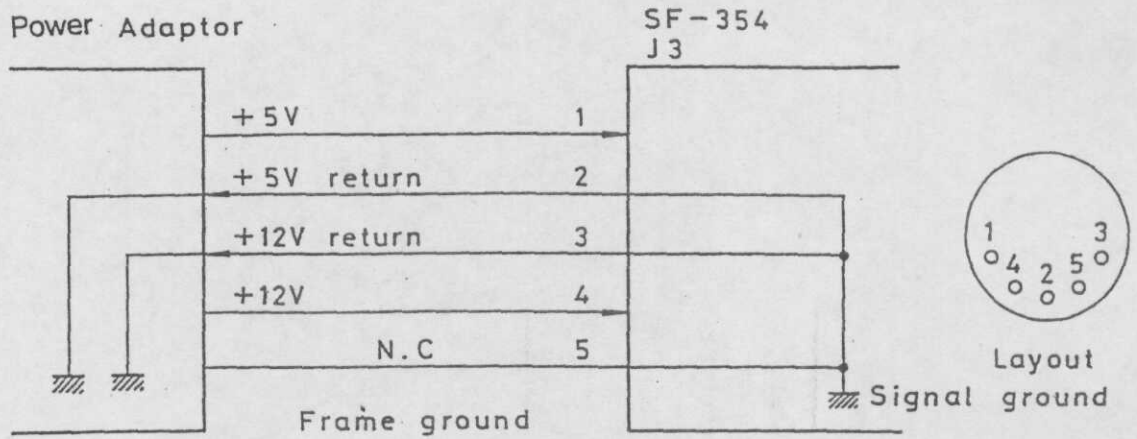 Power Adaptor
SF-354
J3
+5V 1
+5V return 2
+12V return 3
+12V 4
N.C 5
Frame ground
Signal ground
1 3
4 5
2
Layout